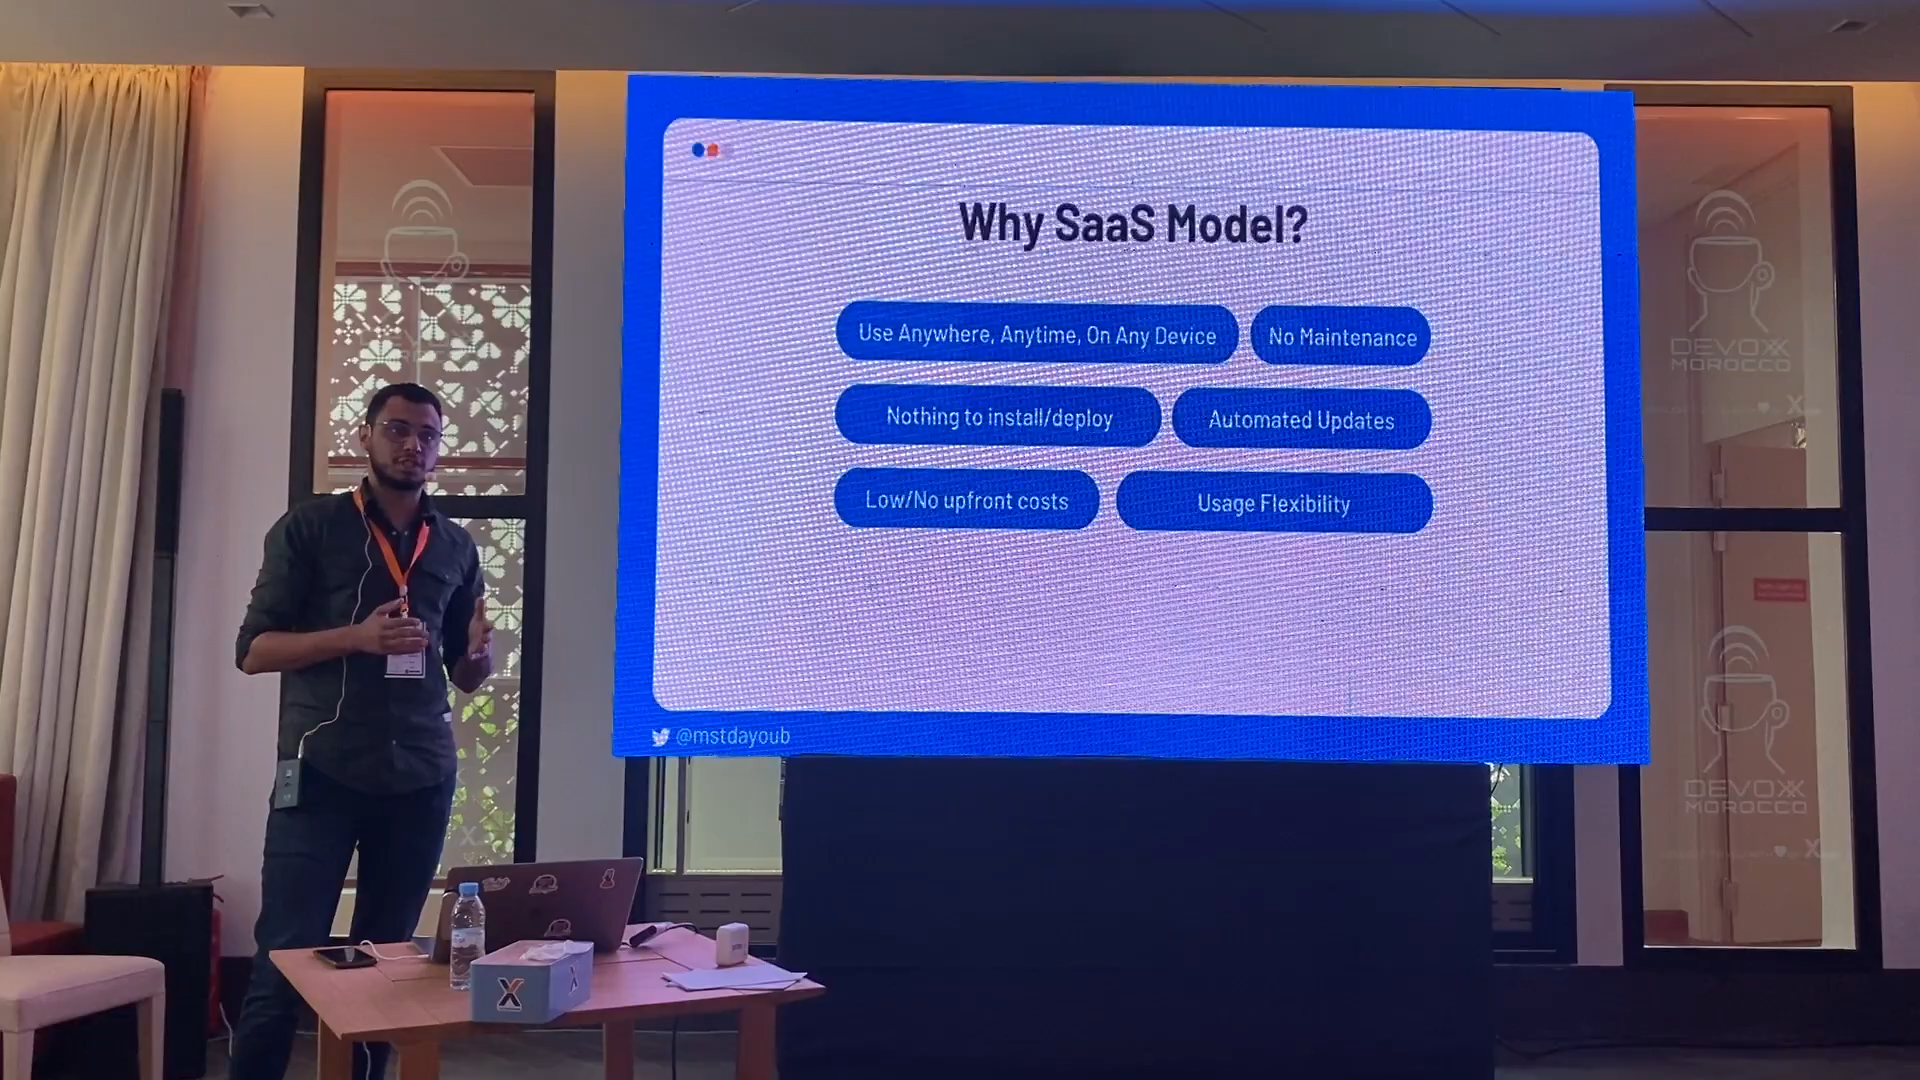 Why SaaS Model?
Use Anywhere, Anytime, On Any Device
No Maintenance
Nothing to install/deploy
Automated Updates
Low/No upfront costs
Usage Flexibility
@mstdayoub
DEVOXX
MOROCCO
DEVOXX
MOROCCO
X